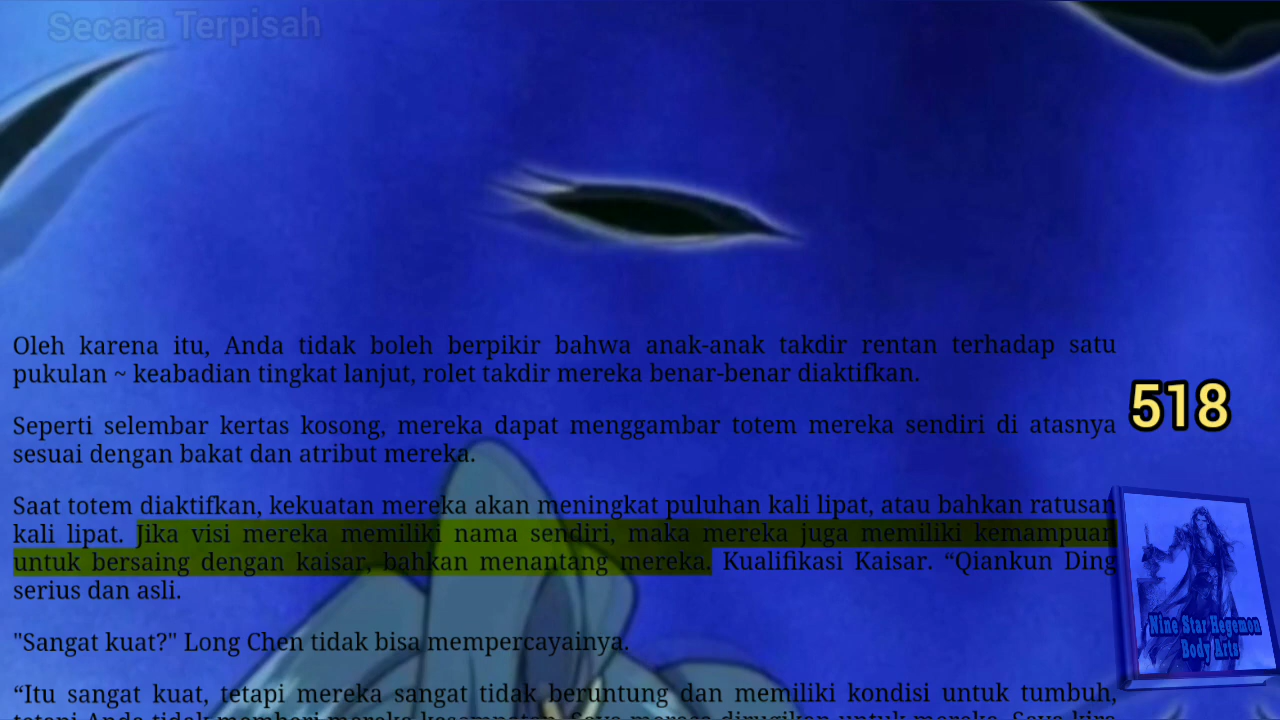 Secara Terpisah
Oleh karena itu, Anda tidak boleh berpikir bahwa anak-anak takdir rentan terhadap satu
pukulan ~ keabadian tingkat lanjut, rolet takdir mereka benar-benar diaktifkan.
518
Seperti selembar kertas kosong, mereka dapat menggambar totem mereka sendiri di atasnya
sesuai dengan bakat dan atribut mereka.
Saat totem diaktifkan, kekuatan mereka akan meningkat puluhan kali lipat, atau bahkan ratusan
kali lipat. Jika visi mereka memiliki nama sendiri, maka mereka juga memiliki kemampuan
untuk bersaing dengan kaisar, bahkan menantang mereka. Kualifikasi Kaisar. “Qiankun Ding
serius dan asli.
"Sangat kuat?" Long Chen tidak bisa mempercayainya.
Nine Star Hegemon
Body Arts
“Itu sangat kuat, tetapi mereka sangat tidak beruntung dan memiliki kondisi untuk tumbuh,